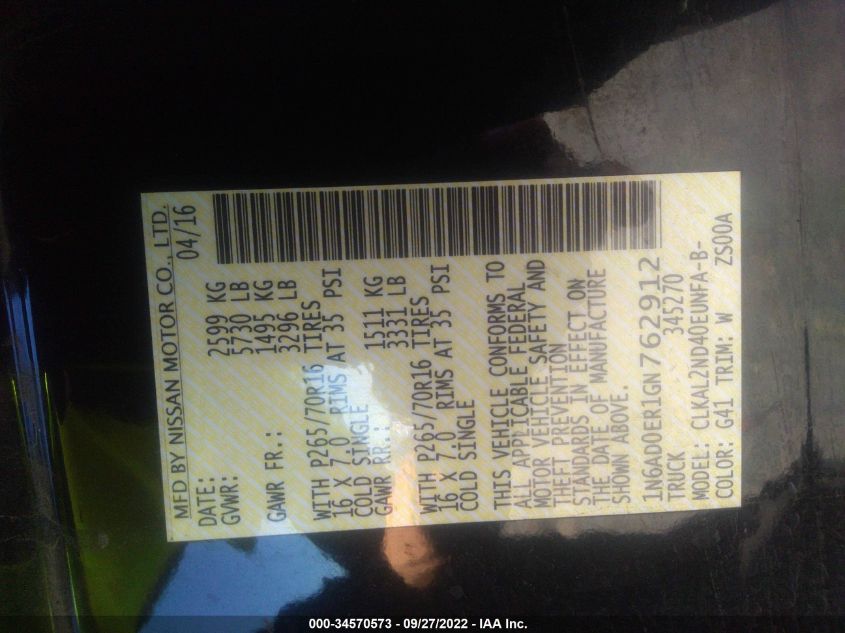 MFD BY NISSAN MOTOR CO., LTD.
DATE: 04/16
GVWR: 2599 KG
5730 LB
GAWR FR.: 1495 KG
3296 LB
WITH P265/70R16 TIRES
16 X 7.0 RIMS AT 35 PSI
COLD SINGLE
GAWR RR.: 1511 KG
3331 LB
WITH P265/70R16 TIRES
16 X 7.0 RIMS AT 35 PSI
COLD SINGLE
THIS VEHICLE CONFORMS TO
ALL APPLICABLE FEDERAL
MOTOR VEHICLE SAFETY AND
THEFT PREVENTION
STANDARDS IN EFFECT ON
THE DATE OF MANUFACTURE
SHOWN ABOVE.
1N6AD0ER1GN762912
TRUCK 345270
MODEL: CLKAL2ND40EUNFA-B-
COLOR: G41 TRIM: W ZS00A
000-34570573 - 09/27/2022 - IAA Inc.